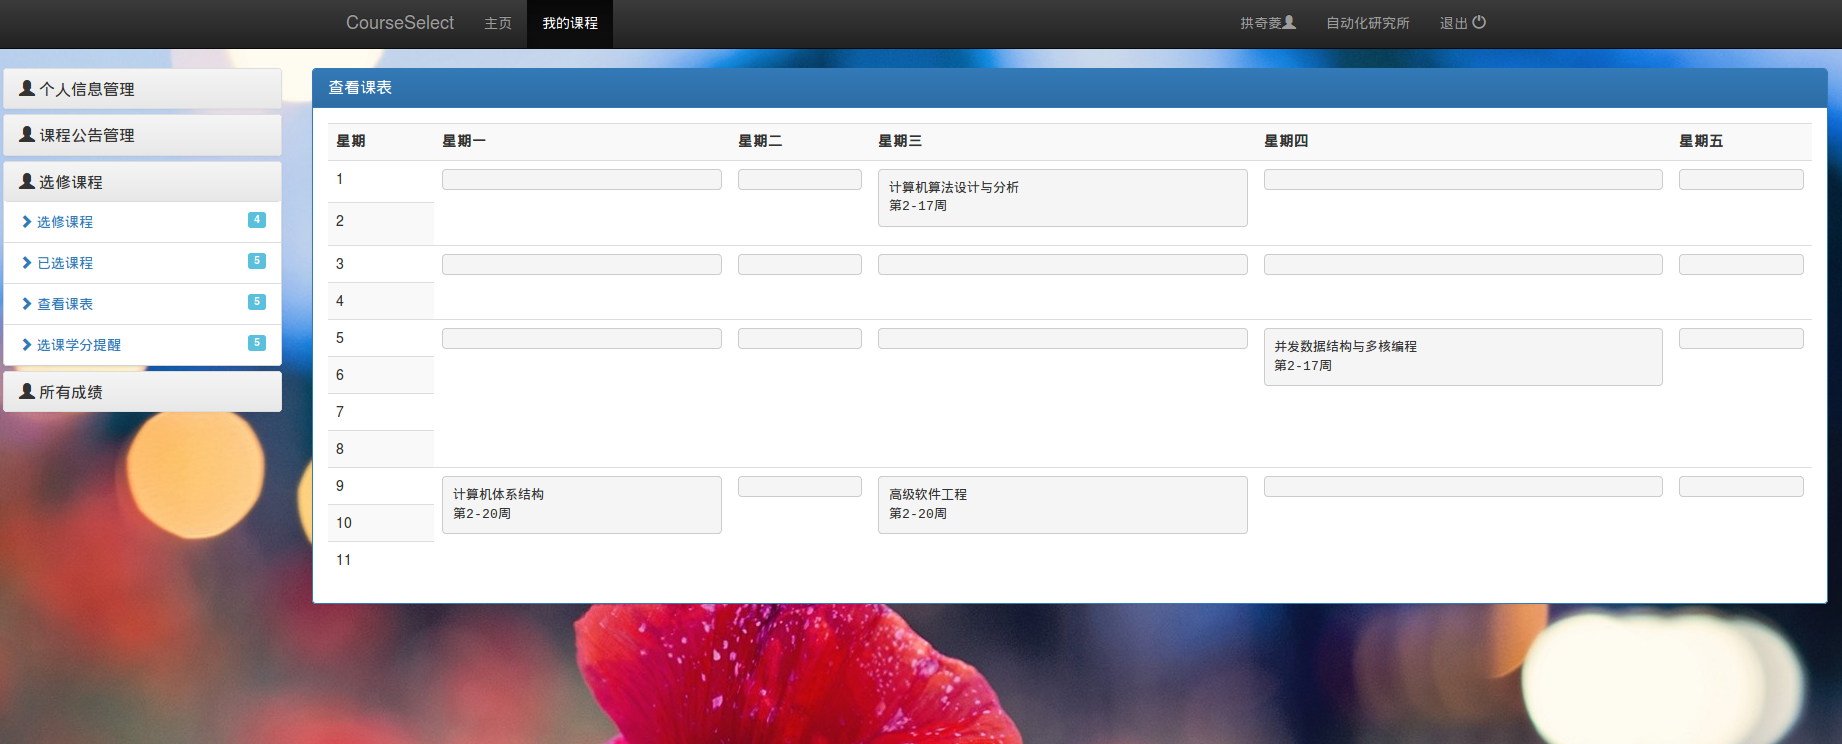 CourseSelect 主页 我的课程 拱奇菱 自动化研究所 退出
个人信息管理
课程公告管理
选修课程
选修课程 4
已选课程 5
查看课表 5
选课学分提醒 5
所有成绩
查看课表
星期 星期一 星期二 星期三 星期四 星期五
1
计算机算法设计与分析
第2-17周
2
3
4
5
并发数据结构与多核编程
第2-17周
6
7
8
9
计算机体系结构
第2-20周
高级软件工程
第2-20周
10
11